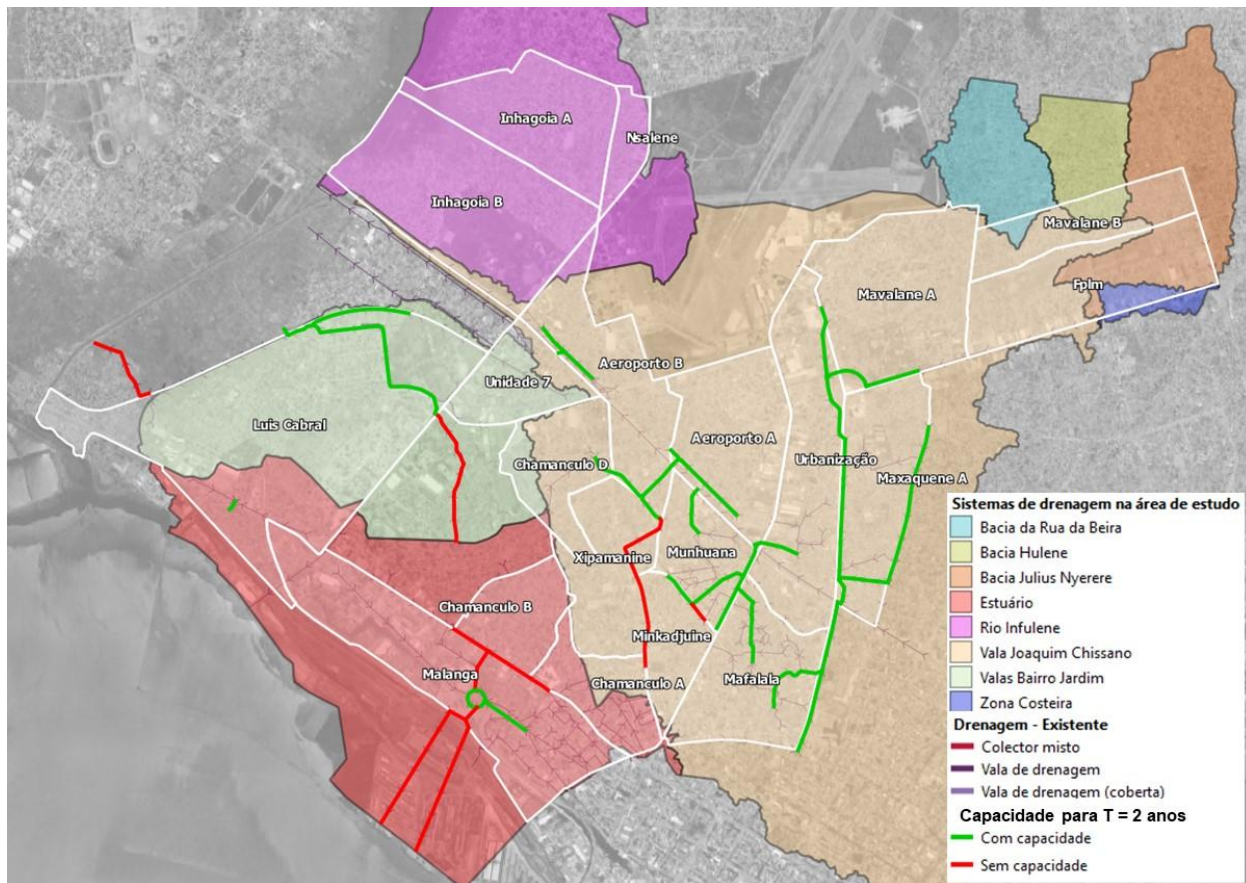 Inhagoia A
Nsalene
Inhagoia B
Mavalane B
Fplm
Mavalane A
Aeroporto B
Unidade 7
Luis Cabral
Aeroporto A
Chamanculo D
Urbanização
Maxaquene A
Xipamanine
Munhuana
Chamanculo B
Minkadjuine
Malanga
Chamanculo A
Mafalala
Sistemas de drenagem na área de estudo
Bacia da Rua da Beira
Bacia Hulene
Bacia Julius Nyerere
Estuário
Rio Infulene
Vala Joaquim Chissano
Valas Bairro Jardim
Zona Costeira
Drenagem - Existente
Colector misto
Vala de drenagem
Vala de drenagem (coberta)
Capacidade para T = 2 anos
Com capacidade
Sem capacidade